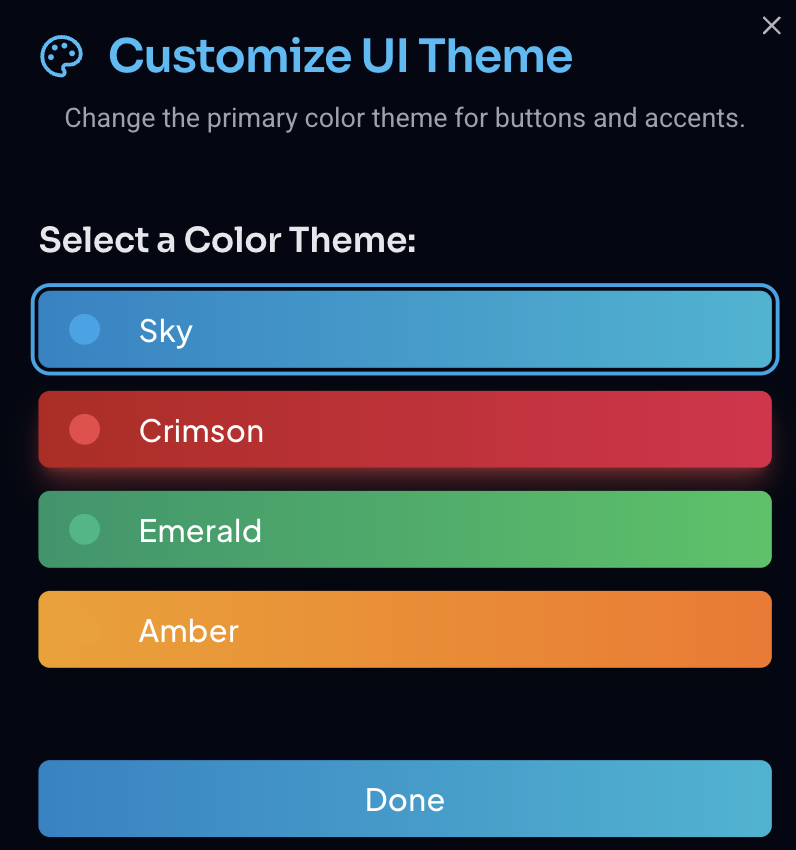 Customize UI Theme
Change the primary color theme for buttons and accents.
Select a Color Theme:
Sky
Crimson
Emerald
Amber
Done